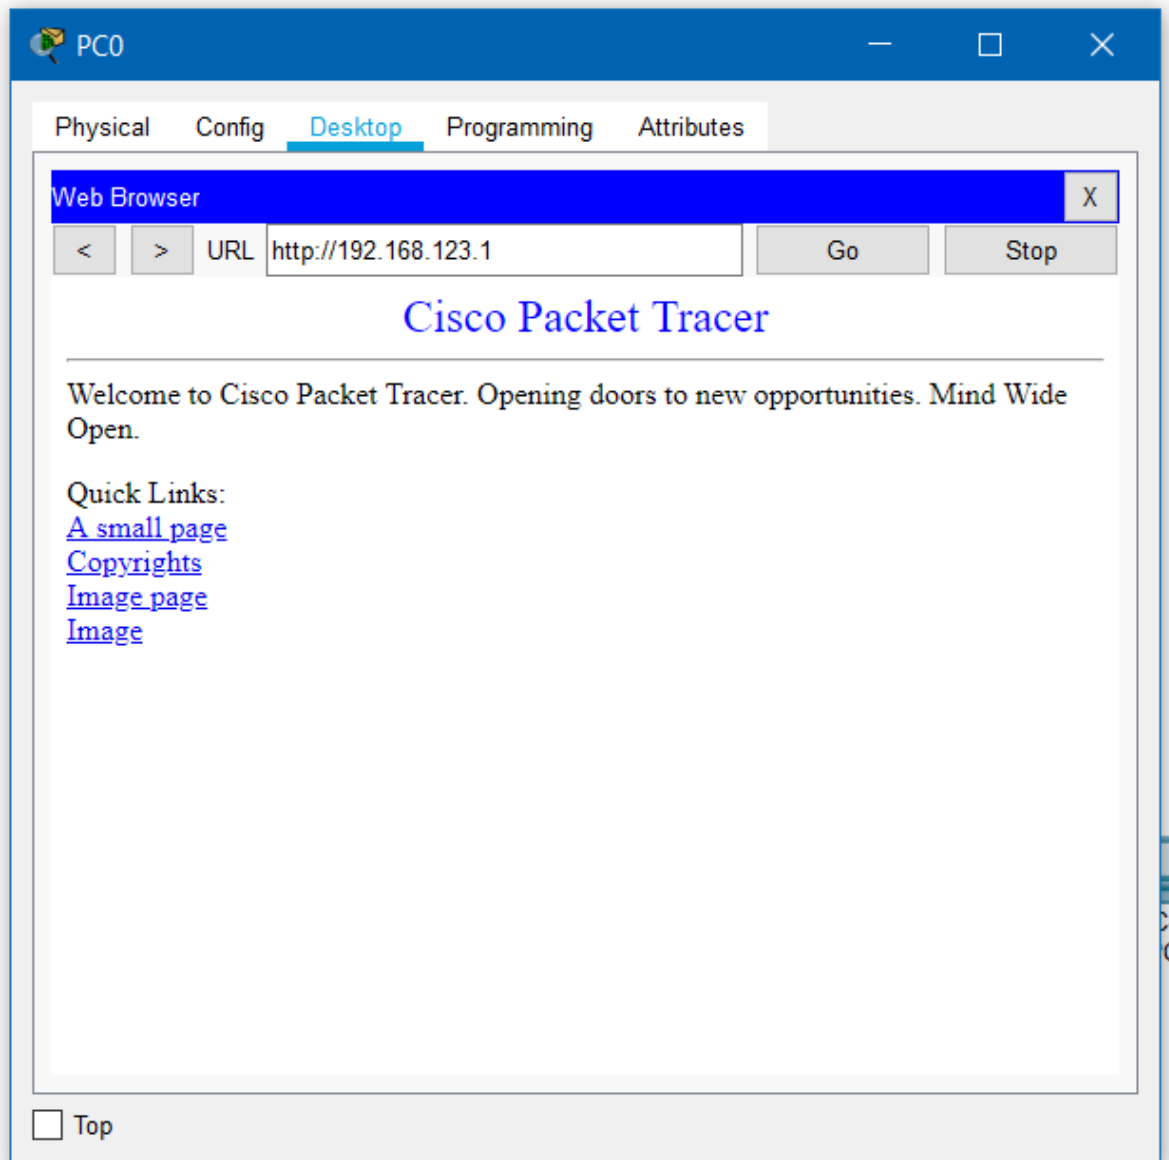 PC0
Physical Config Desktop Programming Attributes
Web Browser X
< > URL http://192.168.123.1 Go Stop
Cisco Packet Tracer
Welcome to Cisco Packet Tracer. Opening doors to new opportunities. Mind Wide
Open.
Quick Links:
A small page
Copyrights
Image page
Image
Top